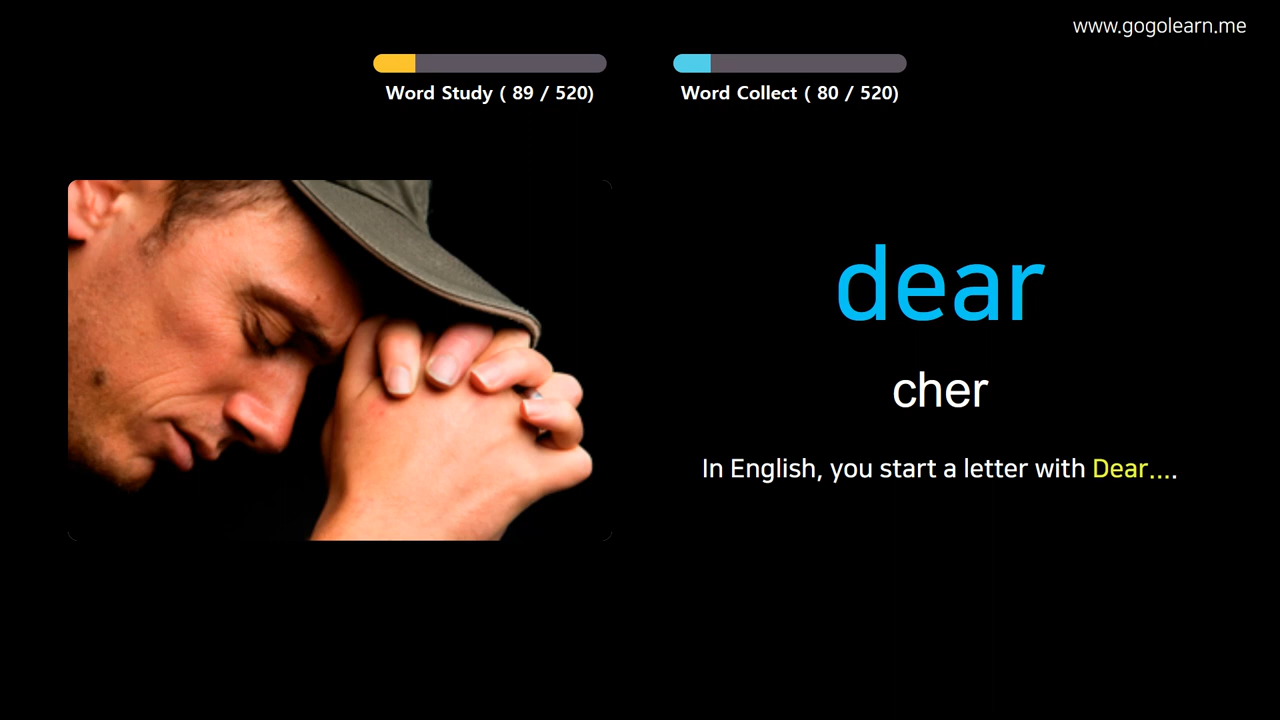 www.gogolearn.me
Word Study ( 89 / 520)
Word Collect ( 80 / 520)
dear
cher
In English, you start a letter with Dear....